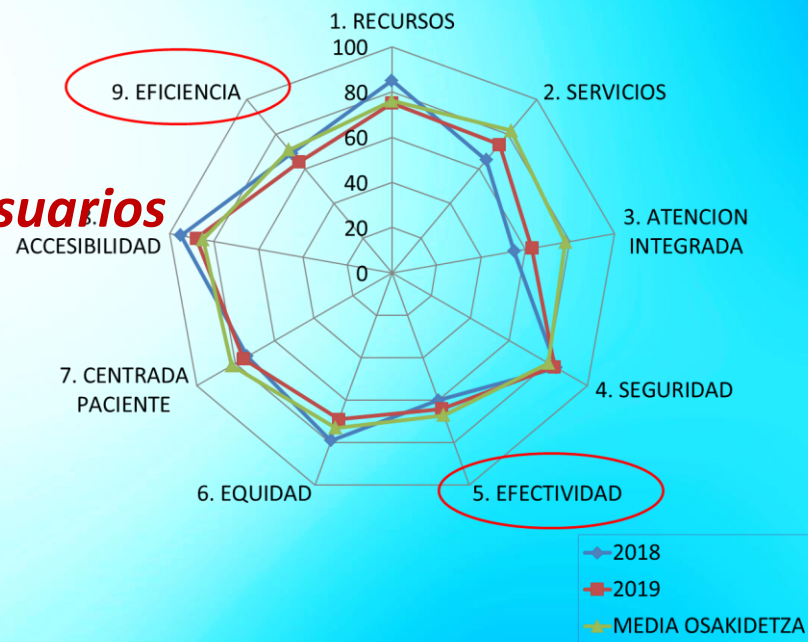 1. RECURSOS
100
80
60
40
20
0
2. SERVICIOS
3. ATENCION
INTEGRADA
4. SEGURIDAD
5. EFECTIVIDAD
6. EQUIDAD
7. CENTRADA
PACIENTE
ACCESIBILIDAD
9. EFICIENCIA
2018
2019
MEDIA OSAKIDETZA